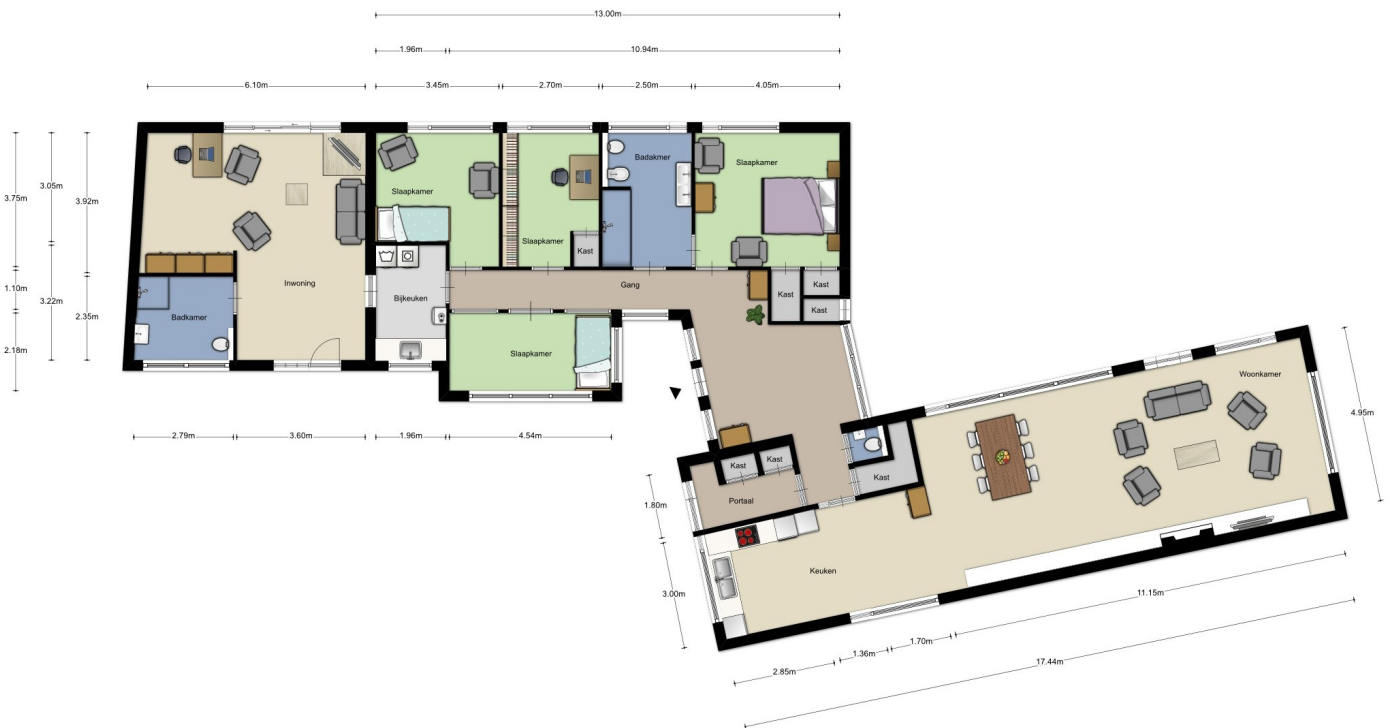 13.00m
1.96m
10.94m
6.10m
3.45m
2.70m
2.50m
4.05m
3.75m
3.05m
3.92m
1.10m
3.22m
2.35m
2.18m
Slaapkamer
Badakmer
Slaapkamer
Slaapkamer
Kast
Inwoning
Bijkeuken
Gang
Kast
Kast
Kast
Badkamer
Slaapkamer
2.79m
3.60m
1.96m
4.54m
Woonkamer
4.95m
Kast
Kast
Kast
Portaal
1.80m
Keuken
3.00m
11.15m
1.70m
1.36m
2.85m
17.44m